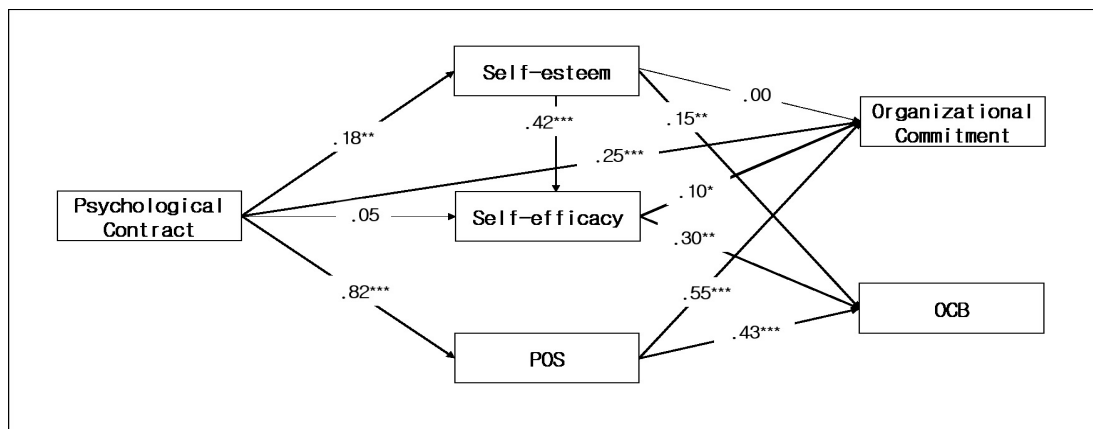 Self-esteem
.00
Organizational
Commitment
.42***
.15**
.18**
.25***
Psychological
Contract
.05
Self-efficacy
.10*
.30**
.82***
.55***
OCB
.43***
POS